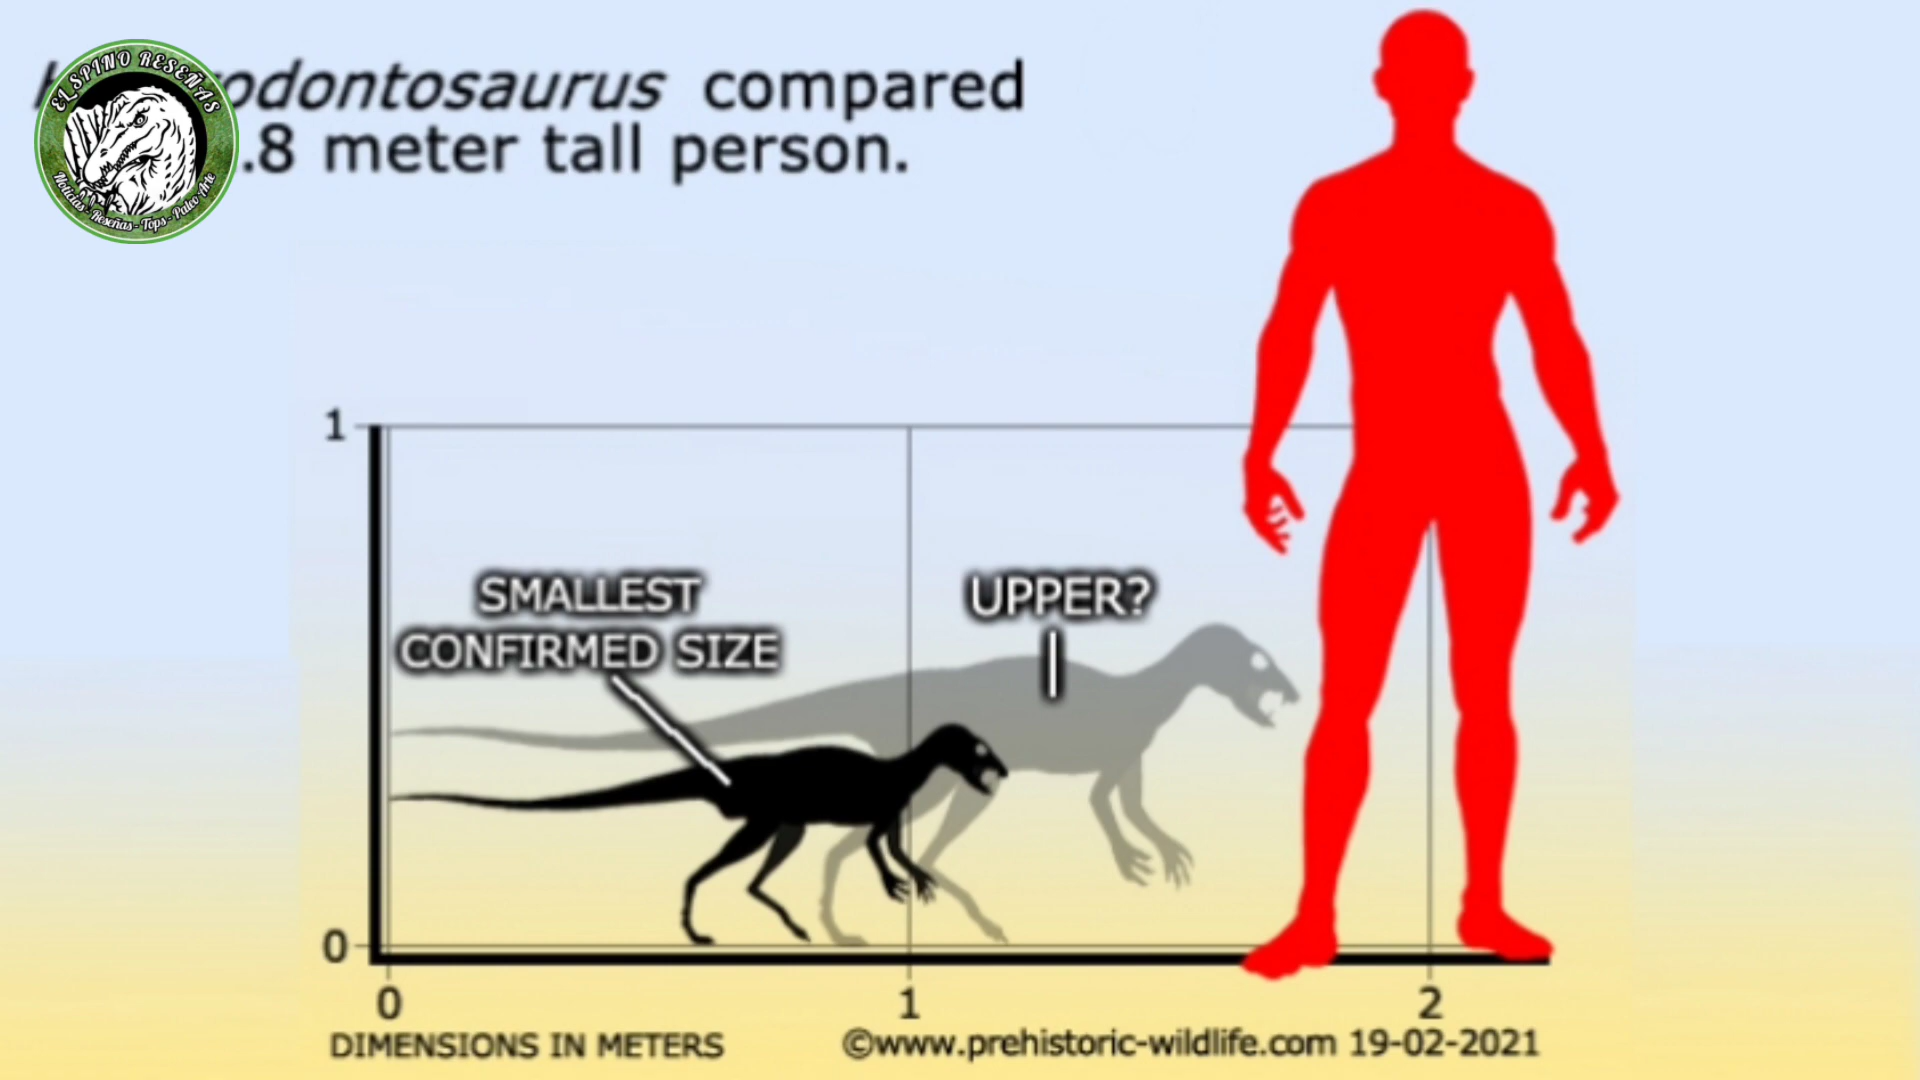 EL SPINO RESEÑAS
Noticias - Reseñas - Tops - Paleo Arte
odontosaurus compared
.8 meter tall person.
1
SMALLEST
CONFIRMED SIZE
UPPER?
0
0 1 2
DIMENSIONS IN METERS ©www.prehistoric-wildlife.com 19-02-2021